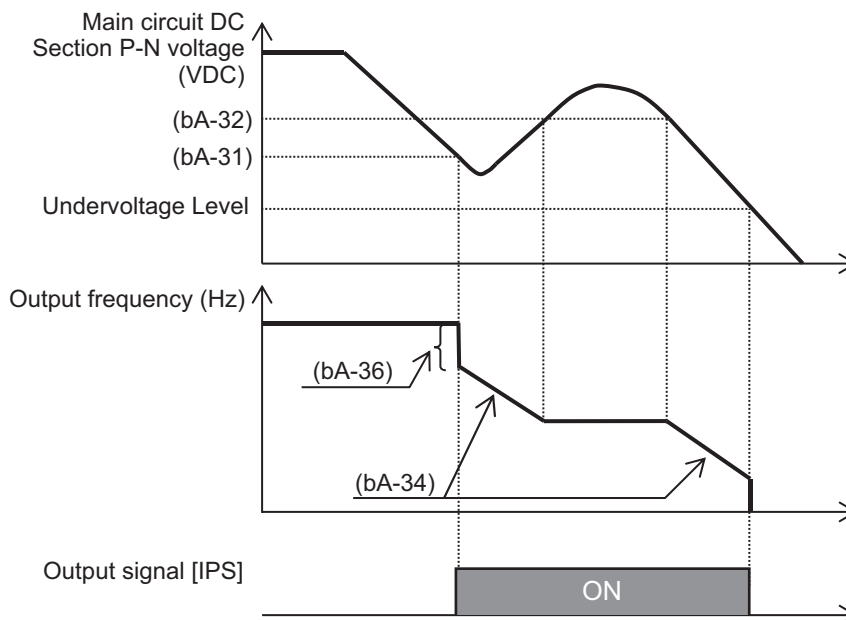 Main circuit DC
Section P-N voltage
(VDC)
(bA-32)
(bA-31)
Undervoltage Level
Output frequency (Hz)
(bA-36)
(bA-34)
Output signal [IPS]
ON